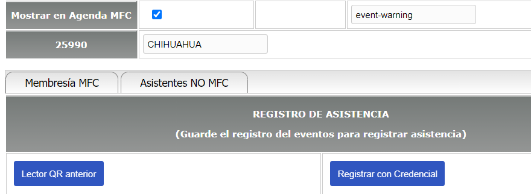 Mostrar en Agenda MFC event-warning
25990 CHIHUAHUA
Membresía MFC Asistentes NO MFC
REGISTRO DE ASISTENCIA
(Guarde el registro del eventos para registrar asistencia)
Lector QR anterior Registrar con Credencial